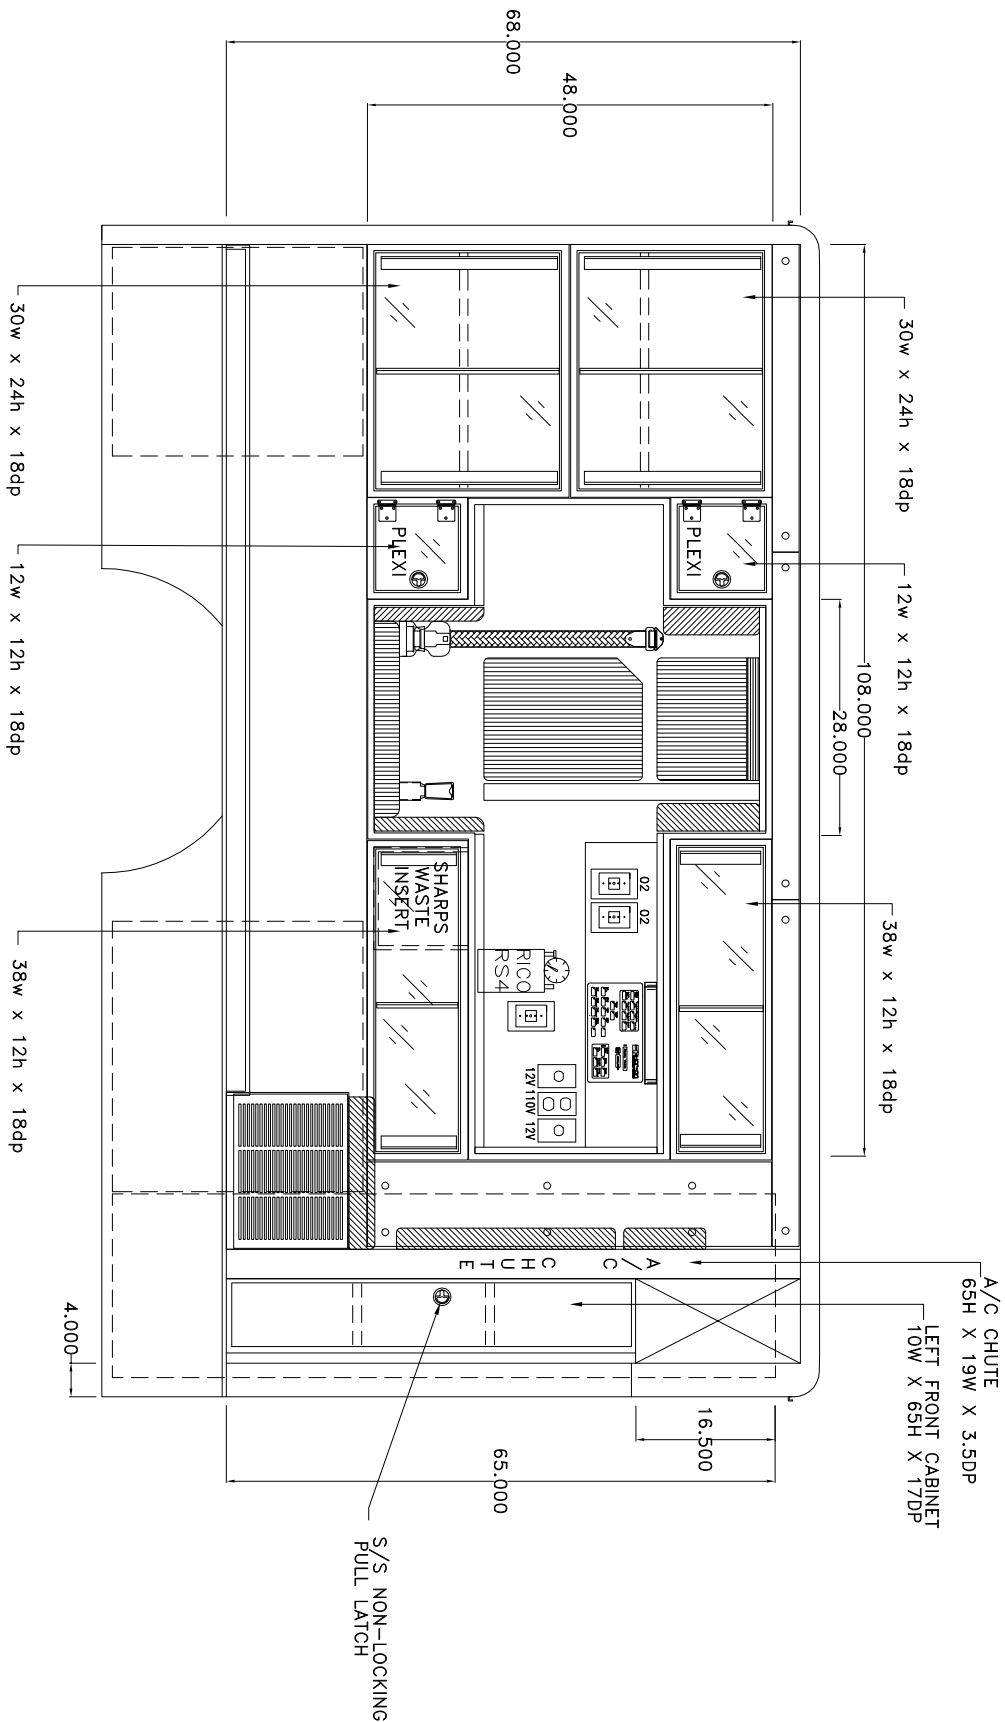 A/C CHUTE
65H X 19W X 3.5DP
LEFT FRONT CABINET
10W X 65H X 17DP
30w x 24h x 18dp
12w x 12h x 18dp
38w x 12h x 18dp
108.000
28.000
68.000
48.000
16.500
65.000
4.000
PLEXI
PLEXI
O2
O2
RICO
RS4
12V
110V
12V
SHARPS
WASTE
INSERT
A/C CHUTE
S/S NON-LOCKING
PULL LATCH
30w x 24h x 18dp
12w x 12h x 18dp
38w x 12h x 18dp